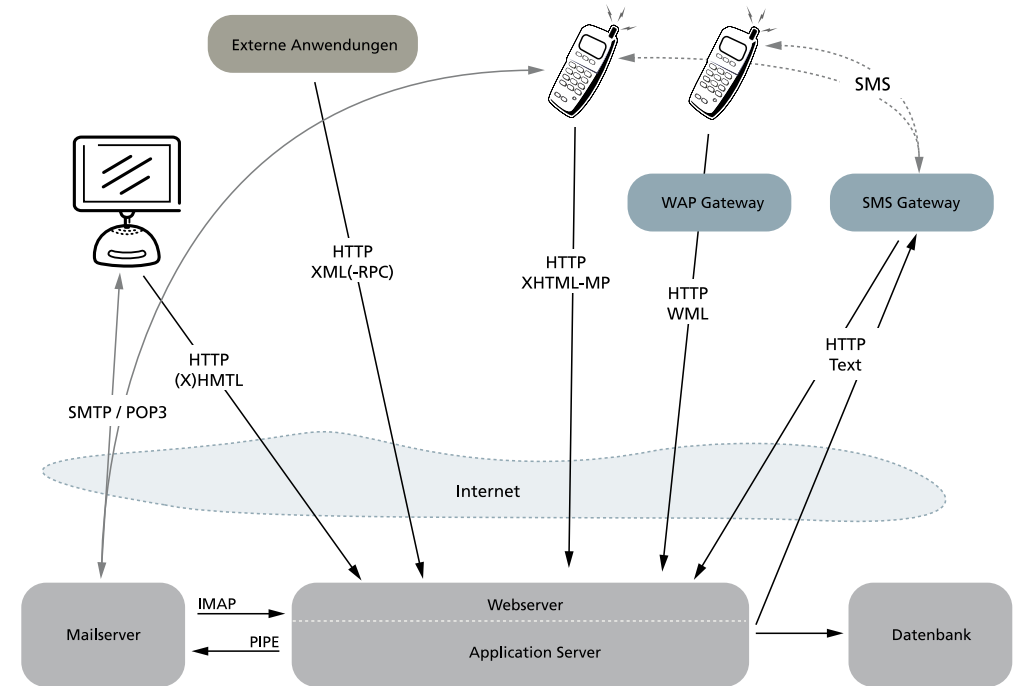 Externe Anwendungen
SMS
WAP Gateway
SMS Gateway
HTTP
XML(-RPC)
HTTP
XHTML-MP
HTTP
WML
HTTP
Text
HTTP
(X)HMTL
SMTP / POP3
Internet
IMAP
Webserver
Mailserver
PIPE
Application Server
Datenbank